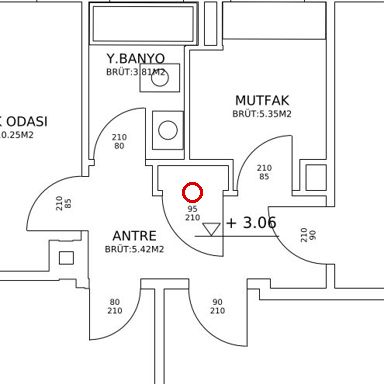 Y.BANYO
BRÜT:3.81M2
MUTFAK
BRÜT:5.35M2
K ODASI
0.25M2
210
80
210
85
210
85
95
210
+ 3.06
210
90
ANTRE
BRÜT:5.42M2
80
210
90
210